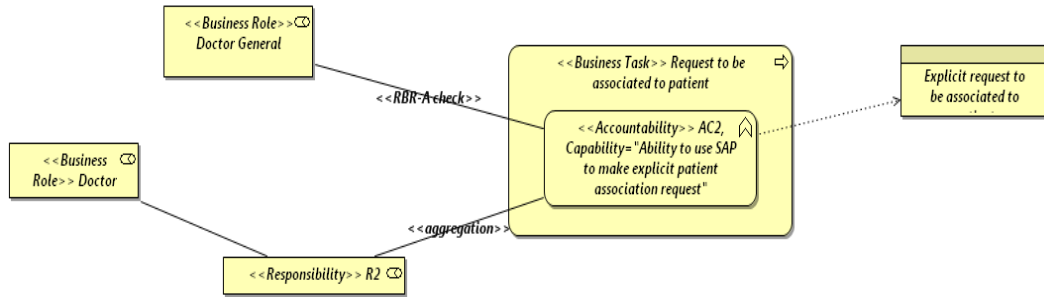 <<Business Role>>
Doctor General
<<Business Task>> Request to be
associated to patient
Explicit request to
be associated to
<<RBR-A check>>
<<Accountability>> AC2,
Capability="Ability to use SAP
to make explicit patient
association request"
<<Business
Role>> Doctor
<<aggregation>>
<<Responsibility>> R2